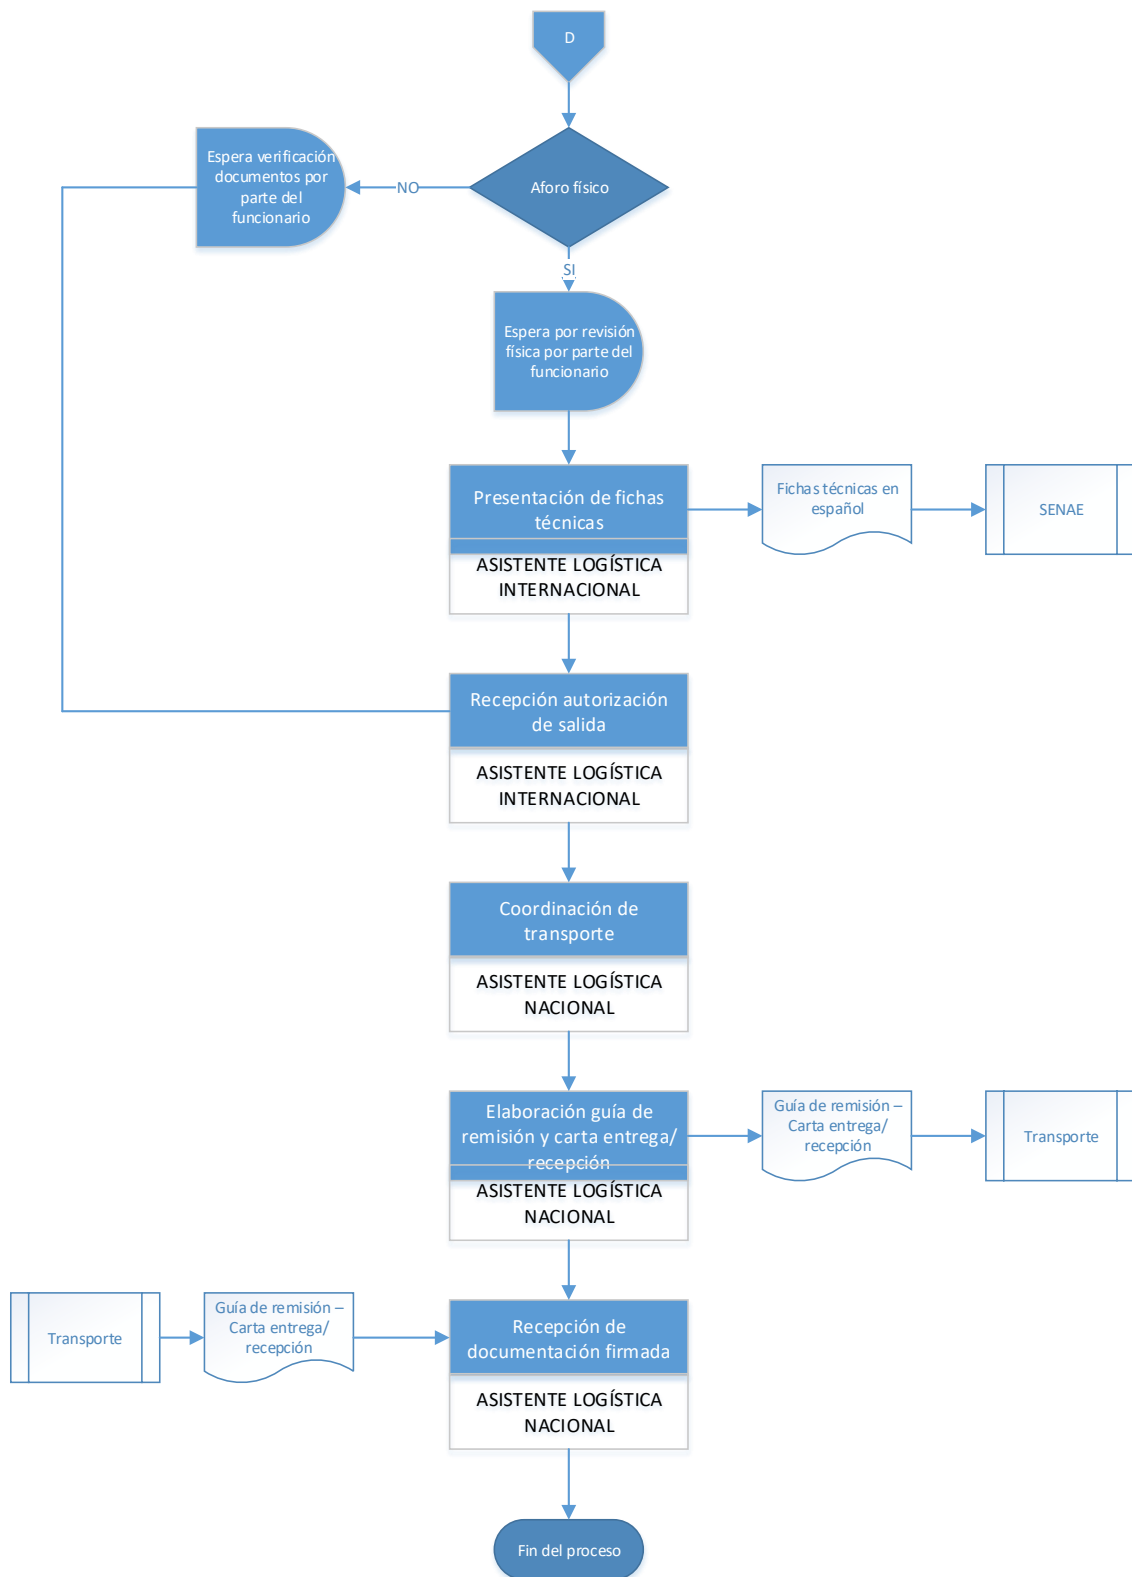 D
Aforo físico
NO
Espera verificación
documentos por
parte del
funcionario
SI
Espera por revisión
física por parte del
funcionario
Presentación de fichas
técnicas
ASISTENTE LOGÍSTICA
INTERNACIONAL
Fichas técnicas en
español
SENAE
Recepción autorización
de salida
ASISTENTE LOGÍSTICA
INTERNACIONAL
Coordinación de
transporte
ASISTENTE LOGÍSTICA
NACIONAL
Elaboración guía de
remisión y carta entrega/
recepción
ASISTENTE LOGÍSTICA
NACIONAL
Guía de remisión –
Carta entrega/
recepción
Transporte
Transporte
Guía de remisión –
Carta entrega/
recepción
Recepción de
documentación firmada
ASISTENTE LOGÍSTICA
NACIONAL
Fin del proceso